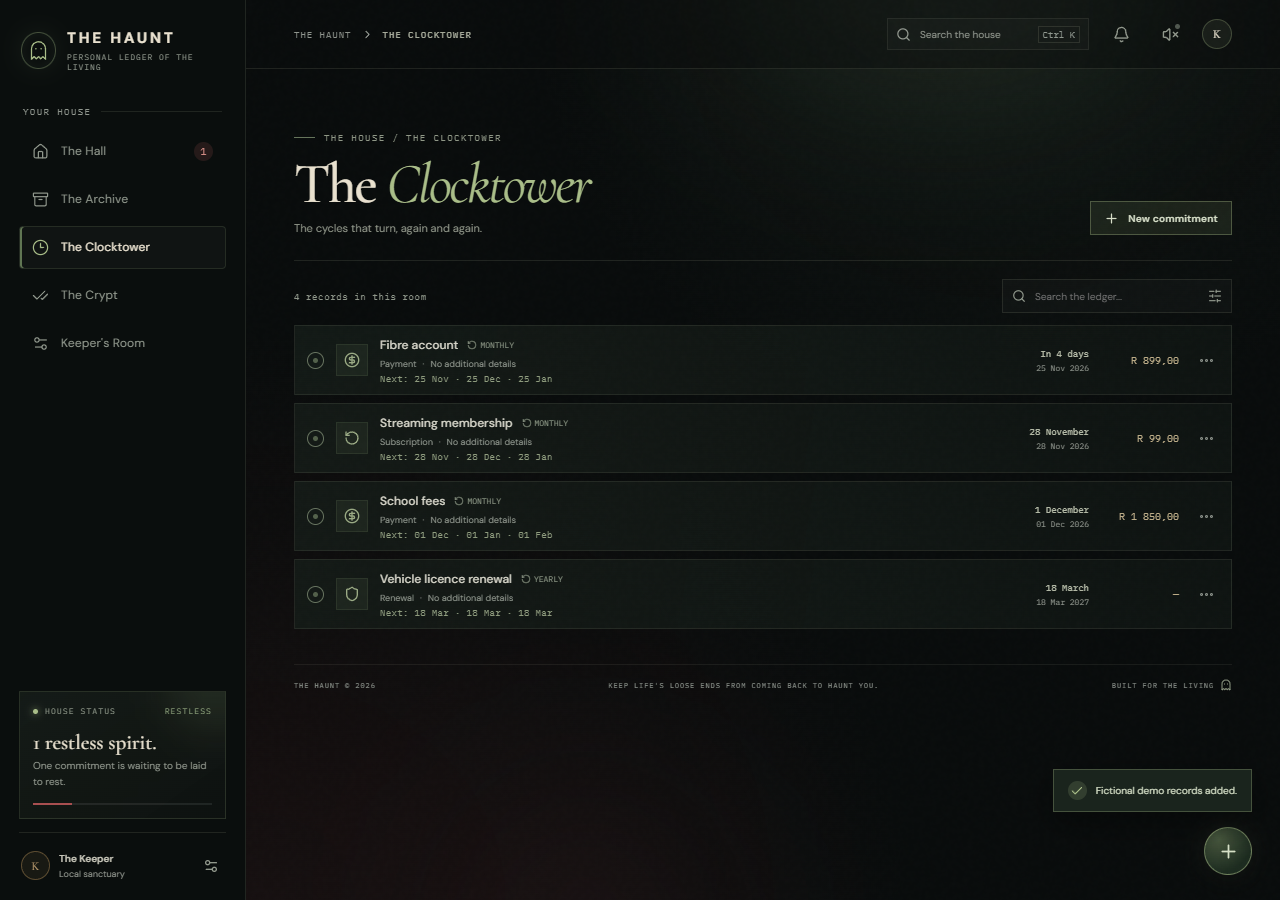 THE HAUNT
PERSONAL LEDGER OF THE
LIVING
YOUR HOUSE
The Hall 1
The Archive
The Clocktower
The Crypt
Keeper's Room
HOUSE STATUS RESTLESS
1 restless spirit.
One commitment is waiting to be laid
to rest.
K The Keeper
Local sanctuary
THE HAUNT > THE CLOCKTOWER
Search the house Ctrl K
K
THE HOUSE / THE CLOCKTOWER
The Clocktower
The cycles that turn, again and again.
New commitment
4 records in this room
Search the ledger...
Fibre account MONTHLY
Payment · No additional details
Next: 25 Nov · 25 Dec · 25 Jan
In 4 days
25 Nov 2026
R 899,00
Streaming membership MONTHLY
Subscription · No additional details
Next: 28 Nov · 28 Dec · 28 Jan
28 November
28 Nov 2026
R 99,00
School fees MONTHLY
Payment · No additional details
Next: 01 Dec · 01 Jan · 01 Feb
1 December
01 Dec 2026
R 1 850,00
Vehicle licence renewal YEARLY
Renewal · No additional details
Next: 18 Mar · 18 Mar · 18 Mar
18 March
18 Mar 2027
—
THE HAUNT © 2026
KEEP LIFE'S LOOSE ENDS FROM COMING BACK TO HAUNT YOU.
BUILT FOR THE LIVING
Fictional demo records added.